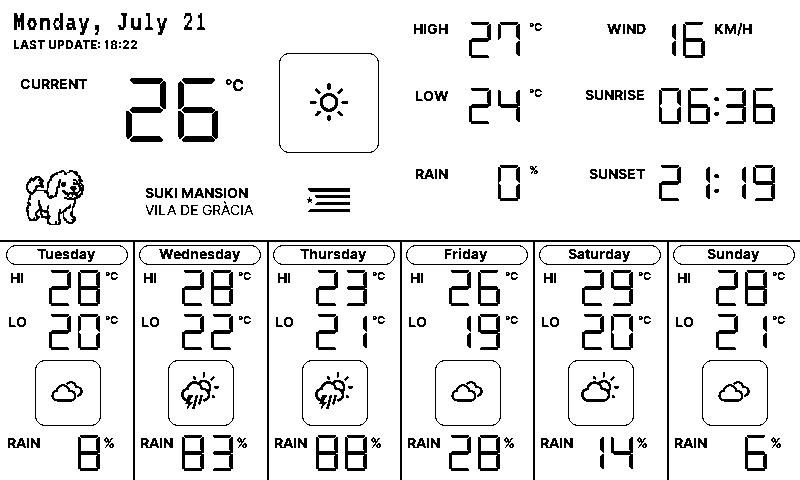 Monday, July 21
LAST UPDATE: 18:22
CURRENT 26 °C
HIGH 27 °C
WIND 16 KM/H
LOW 24 °C
SUNRISE 06:36
RAIN 0 %
SUNSET 21:19
SUKI MANSION
VILA DE GRÀCIA
Tuesday
HI 28 °C
LO 20 °C
RAIN 8 %
Wednesday
HI 28 °C
LO 22 °C
RAIN 83 %
Thursday
HI 23 °C
LO 21 °C
RAIN 88 %
Friday
HI 26 °C
LO 19 °C
RAIN 28 %
Saturday
HI 29 °C
LO 20 °C
RAIN 14 %
Sunday
HI 28 °C
LO 21 °C
RAIN 6 %